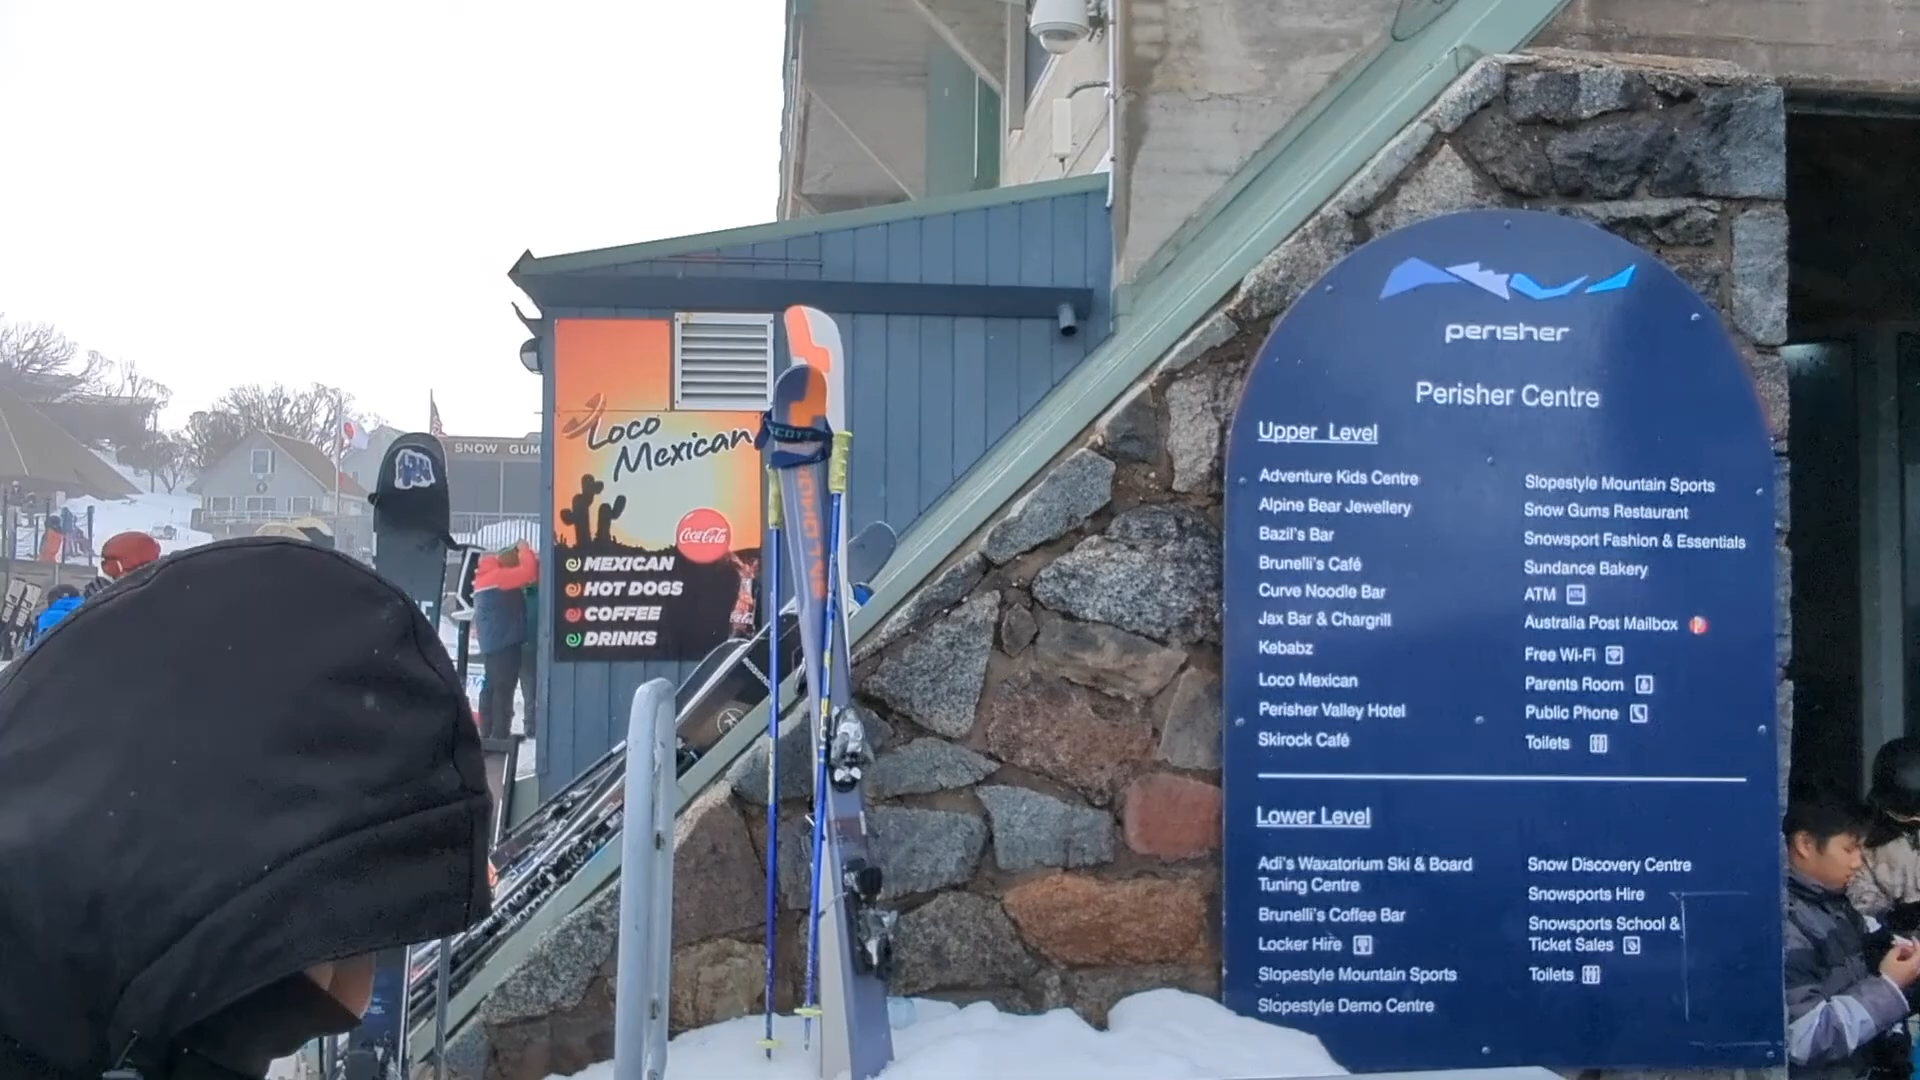 SNOW GUM
Loco
Mexican
Coca-Cola
MEXICAN
HOT DOGS
COFFEE
DRINKS
SCOTT
perisher
Perisher Centre
Upper Level
Adventure Kids Centre
Alpine Bear Jewellery
Bazil's Bar
Brunelli's Café
Curve Noodle Bar
Jax Bar & Chargrill
Kebabz
Loco Mexican
Perisher Valley Hotel
Skirock Café
Slopestyle Mountain Sports
Snow Gums Restaurant
Snowsport Fashion & Essentials
Sundance Bakery
ATM
Australia Post Mailbox
Free Wi-Fi
Parents Room
Public Phone
Toilets
Lower Level
Adi's Waxatorium Ski & Board
Tuning Centre
Brunelli's Coffee Bar
Locker Hire
Slopestyle Mountain Sports
Slopestyle Demo Centre
Snow Discovery Centre
Snowsports Hire
Snowsports School &
Ticket Sales
Toilets